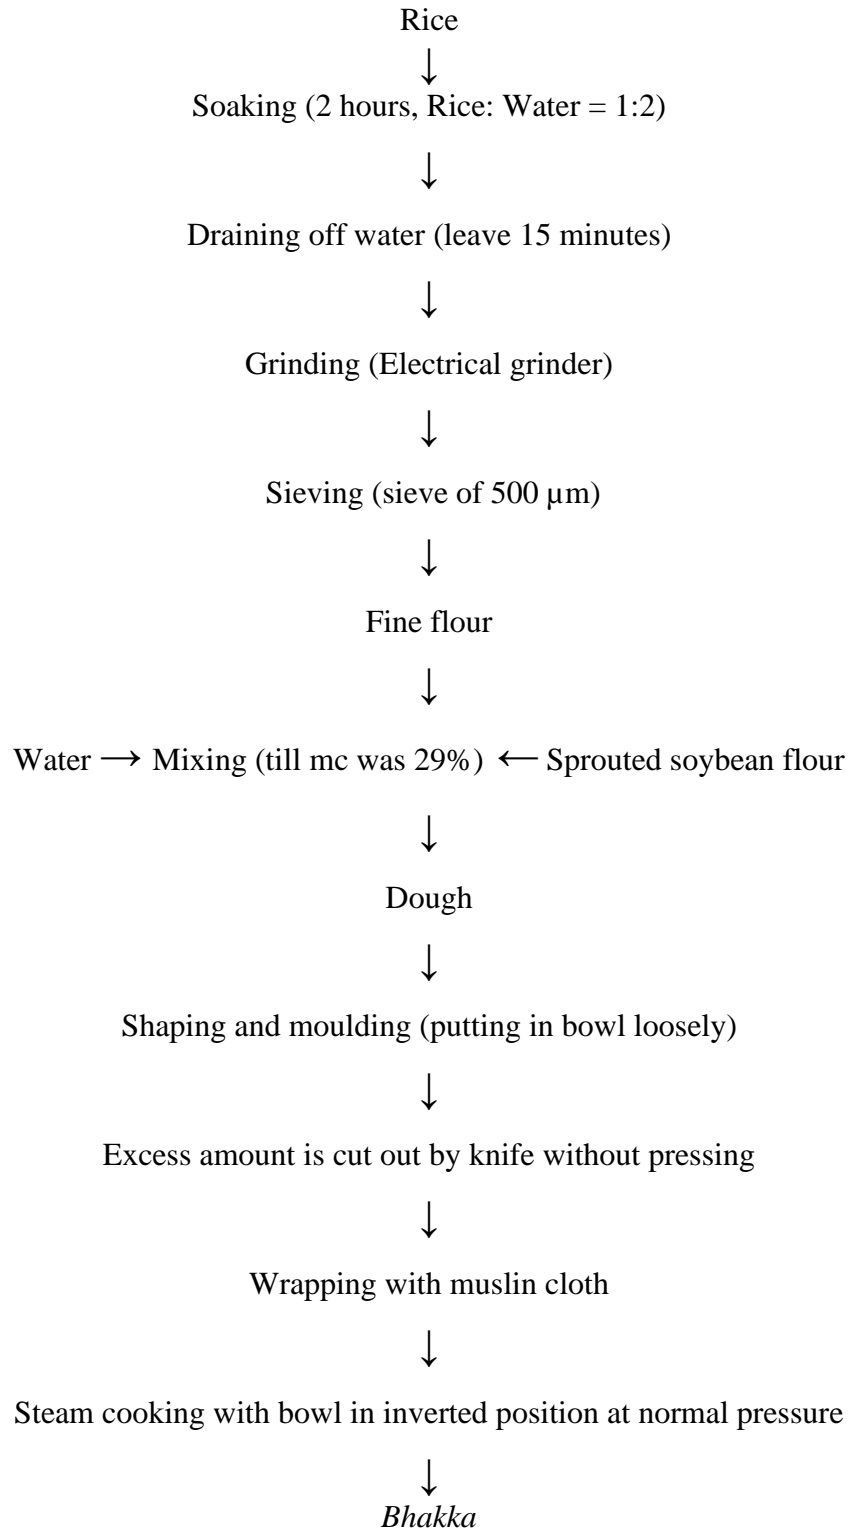 Rice
↓
Soaking (2 hours, Rice: Water = 1:2)
↓
Draining off water (leave 15 minutes)
↓
Grinding (Electrical grinder)
↓
Sieving (sieve of 500 µm)
↓
Fine flour
↓
Water → Mixing (till mc was 29%) ← Sprouted soybean flour
↓
Dough
↓
Shaping and moulding (putting in bowl loosely)
↓
Excess amount is cut out by knife without pressing
↓
Wrapping with muslin cloth
↓
Steam cooking with bowl in inverted position at normal pressure
↓
Bhakka